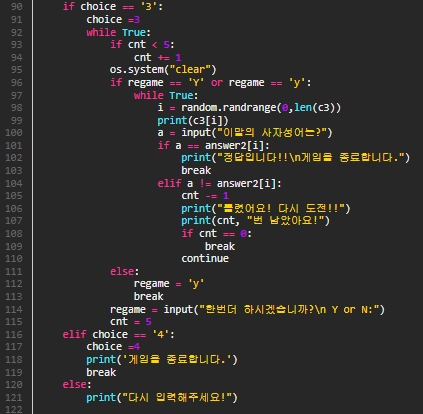 90 if choice == '3':
91 choice =3
92 while True:
93 if cnt < 5:
94 cnt += 1
95 os.system("clear")
96 if regame == 'Y' or regame == 'y':
97 while True:
98 i = random.randrange(0,len(c3))
99 print(c3[i])
100 a = input("이말의 사자성어는?")
101 if a == answer2[i]:
102 print("정답입니다!!\n게임을 종료합니다.")
103 break
104 elif a != answer2[i]:
105 cnt -= 1
106 print("틀렸어요! 다시 도전!!")
107 print(cnt, "번 남았아요!")
108 if cnt == 0:
109 break
110 continue
111 else:
112 regame = 'y'
113 break
114 regame = input("한번더 하시겠습니까?\n Y or N:")
115 cnt = 5
116 elif choice == '4':
117 choice =4
118 print('게임을 종료합니다.')
119 break
120 else:
121 print("다시 입력해주세요!")
122